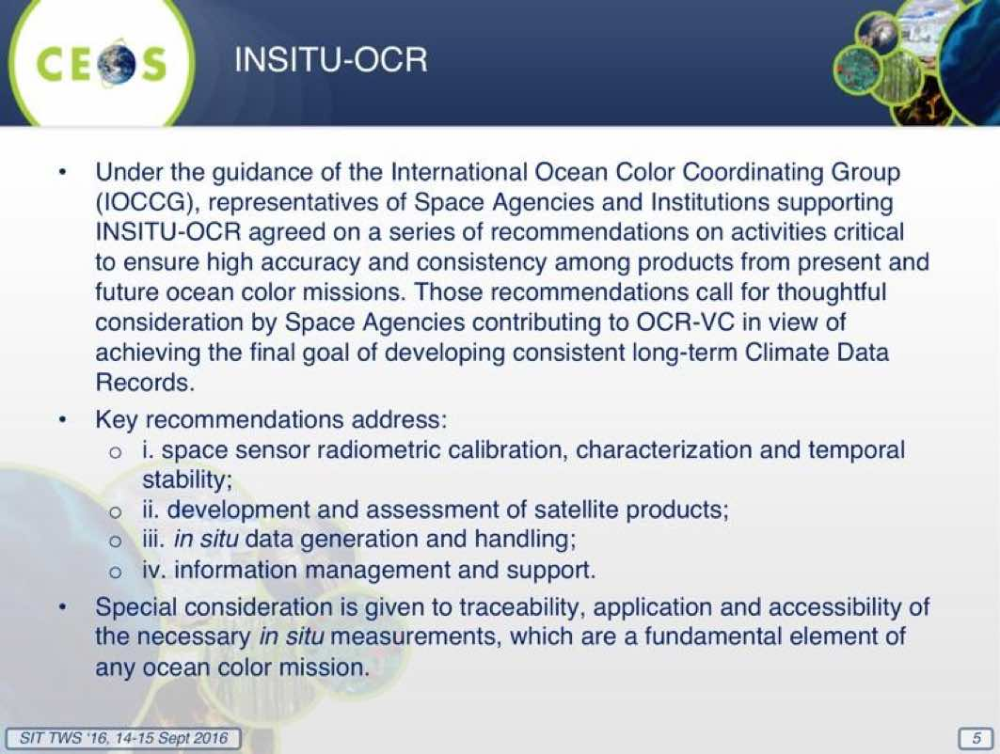 CEOS
INSITU-OCR
• Under the guidance of the International Ocean Color Coordinating Group
(IOCCG), representatives of Space Agencies and Institutions supporting
INSITU-OCR agreed on a series of recommendations on activities critical
to ensure high accuracy and consistency among products from present and
future ocean color missions. Those recommendations call for thoughtful
consideration by Space Agencies contributing to OCR-VC in view of
achieving the final goal of developing consistent long-term Climate Data
Records.
• Key recommendations address:
o i. space sensor radiometric calibration, characterization and temporal
stability;
o ii. development and assessment of satellite products;
o iii. in situ data generation and handling;
o iv. information management and support.
• Special consideration is given to traceability, application and accessibility of
the necessary in situ measurements, which are a fundamental element of
any ocean color mission.
SIT TWS ‘16, 14-15 Sept 2016
5